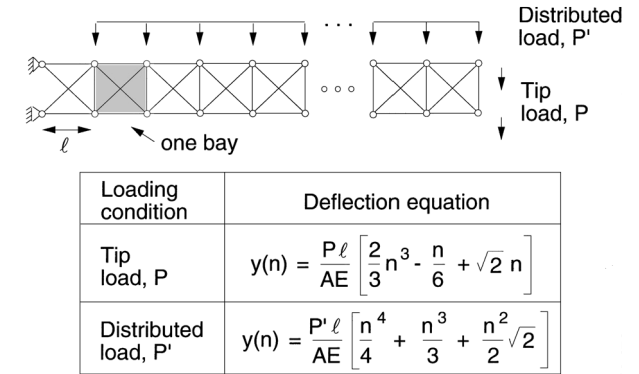 Distributed
load, P'
. . .
Tip
load, P
ℓ
one bay
Loading
condition
Deflection equation
Tip
load, P
y(n) = Pℓ/AE [2/3 n³ - n/6 + √2 n]
Distributed
load, P'
y(n) = P'ℓ/AE [n⁴/4 + n³/3 + n²/2 √2]